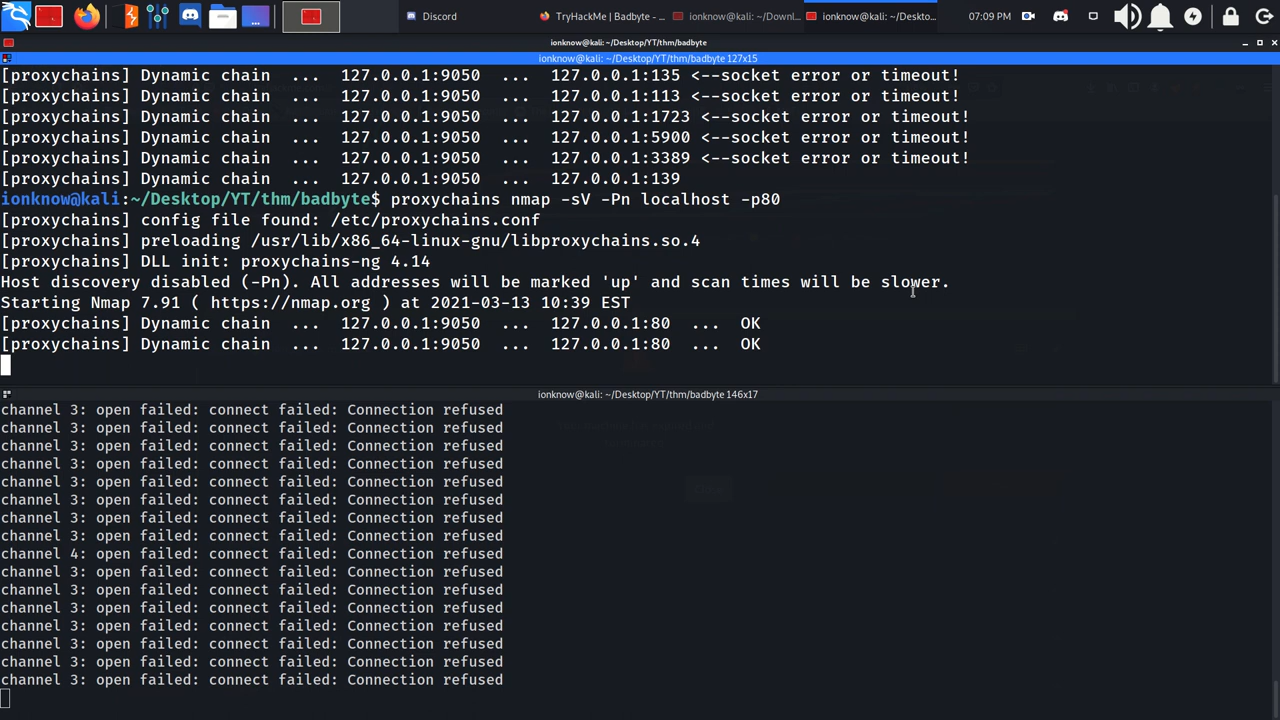 Discord
TryHackMe | Badbyte - ...
ionknow@kali: ~/Downl...
ionknow@kali: ~/Deskto...
07:09 PM
ionknow@kali: ~/Desktop/YT/thm/badbyte
ionknow@kali: ~/Desktop/YT/thm/badbyte 127x15
[proxychains] Dynamic chain  ...  127.0.0.1:9050  ...  127.0.0.1:135 <--socket error or timeout!
[proxychains] Dynamic chain  ...  127.0.0.1:9050  ...  127.0.0.1:113 <--socket error or timeout!
[proxychains] Dynamic chain  ...  127.0.0.1:9050  ...  127.0.0.1:1723 <--socket error or timeout!
[proxychains] Dynamic chain  ...  127.0.0.1:9050  ...  127.0.0.1:5900 <--socket error or timeout!
[proxychains] Dynamic chain  ...  127.0.0.1:9050  ...  127.0.0.1:3389 <--socket error or timeout!
[proxychains] Dynamic chain  ...  127.0.0.1:9050  ...  127.0.0.1:139
ionknow@kali:~/Desktop/YT/thm/badbyte$ proxychains nmap -sV -Pn localhost -p80
[proxychains] config file found: /etc/proxychains.conf
[proxychains] preloading /usr/lib/x86_64-linux-gnu/libproxychains.so.4
[proxychains] DLL init: proxychains-ng 4.14
Host discovery disabled (-Pn). All addresses will be marked 'up' and scan times will be slower.
Starting Nmap 7.91 ( https://nmap.org ) at 2021-03-13 10:39 EST
[proxychains] Dynamic chain  ...  127.0.0.1:9050  ...  127.0.0.1:80  ...  OK
[proxychains] Dynamic chain  ...  127.0.0.1:9050  ...  127.0.0.1:80  ...  OK
ionknow@kali: ~/Desktop/YT/thm/badbyte 146x17
channel 3: open failed: connect failed: Connection refused
channel 3: open failed: connect failed: Connection refused
channel 3: open failed: connect failed: Connection refused
channel 3: open failed: connect failed: Connection refused
channel 3: open failed: connect failed: Connection refused
channel 3: open failed: connect failed: Connection refused
channel 3: open failed: connect failed: Connection refused
channel 3: open failed: connect failed: Connection refused
channel 4: open failed: connect failed: Connection refused
channel 3: open failed: connect failed: Connection refused
channel 3: open failed: connect failed: Connection refused
channel 3: open failed: connect failed: Connection refused
channel 3: open failed: connect failed: Connection refused
channel 3: open failed: connect failed: Connection refused
channel 3: open failed: connect failed: Connection refused
channel 3: open failed: connect failed: Connection refused